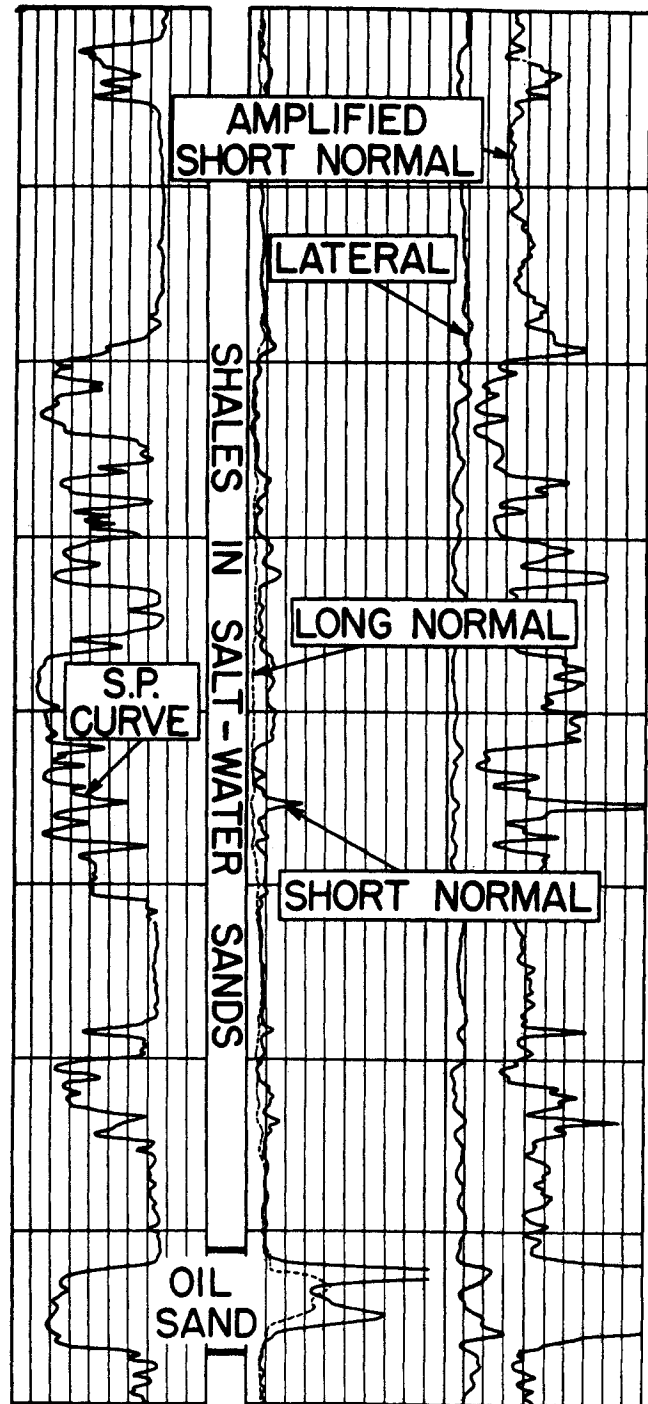 AMPLIFIED
SHORT NORMAL
LATERAL
SHALES IN SALT-WATER SANDS
LONG NORMAL
S.P.
CURVE
SHORT NORMAL
OIL
SAND